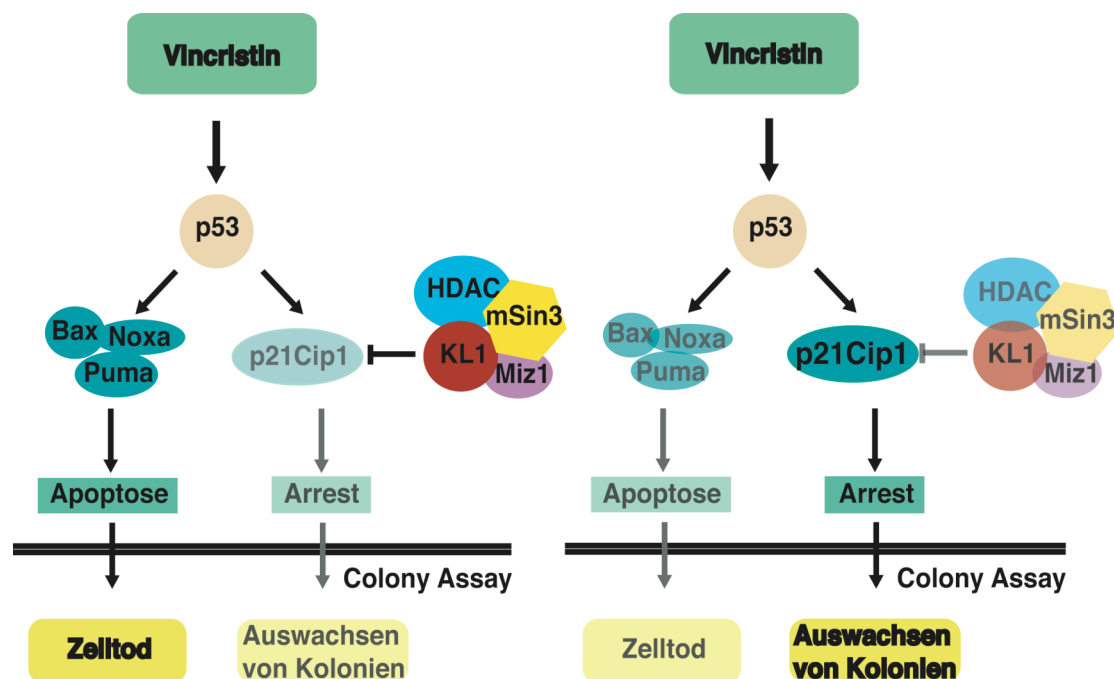 Vincristin
p53
Bax
Noxa
Puma
p21Cip1
HDAC
mSin3
KL1
Miz1
Apoptose
Arrest
Colony Assay
Zelltod
Auswachsen
von Kolonien
Vincristin
p53
Bax
Noxa
Puma
p21Cip1
HDAC
mSin3
KL1
Miz1
Apoptose
Arrest
Colony Assay
Zelltod
Auswachsen
von Kolonien